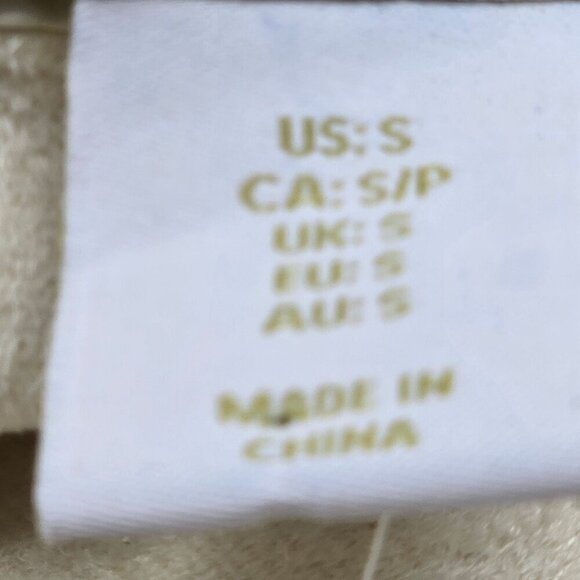 US: S
CA: S/P
UK: S
EU: S
AU: S
MADE IN
CHINA